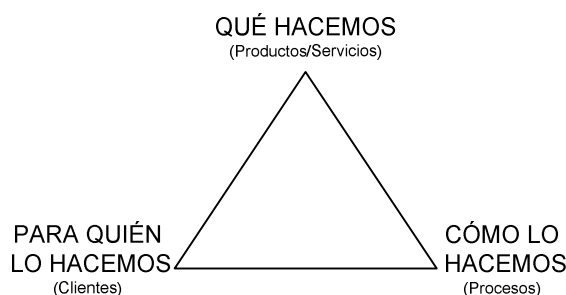 QUÉ HACEMOS
(Productos/Servicios)
PARA QUIÉN
LO HACEMOS
(Clientes)
CÓMO LO
HACEMOS
(Procesos)